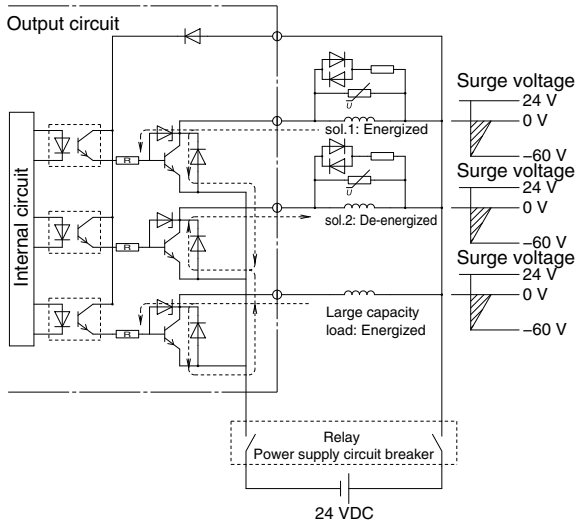 Output circuit
Internal circuit
R
R
R
U
sol.1: Energized
U
sol.2: De-energized
Large capacity
load: Energized
Surge voltage
24 V
0 V
−60 V
Surge voltage
24 V
0 V
−60 V
Surge voltage
24 V
0 V
−60 V
Relay
Power supply circuit breaker
24 VDC